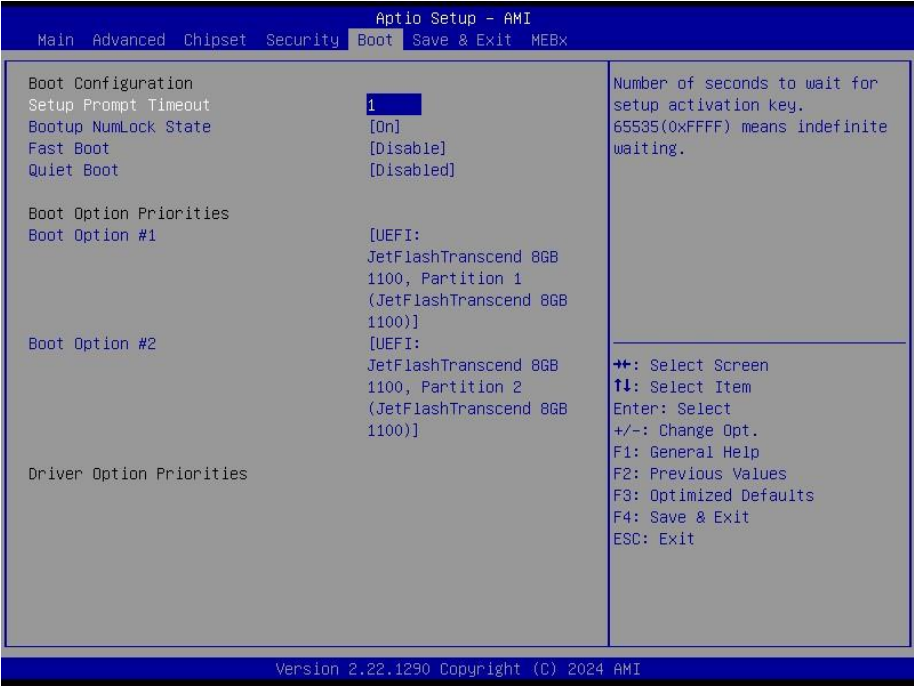 Aptio Setup - AMI
Main Advanced Chipset Security Boot Save & Exit MEBx
Boot Configuration
Setup Prompt Timeout 1
Bootup NumLock State [On]
Fast Boot [Disable]
Quiet Boot [Disabled]
Boot Option Priorities
Boot Option #1 [UEFI:
JetFlashTranscend 8GB
1100, Partition 1
(JetFlashTranscend 8GB
1100)]
Boot Option #2 [UEFI:
JetFlashTranscend 8GB
1100, Partition 2
(JetFlashTranscend 8GB
1100)]
Driver Option Priorities
Number of seconds to wait for
setup activation key.
65535(0xFFFF) means indefinite
waiting.
→←: Select Screen
↑↓: Select Item
Enter: Select
+/-: Change Opt.
F1: General Help
F2: Previous Values
F3: Optimized Defaults
F4: Save & Exit
ESC: Exit
Version 2.22.1290 Copyright (C) 2024 AMI